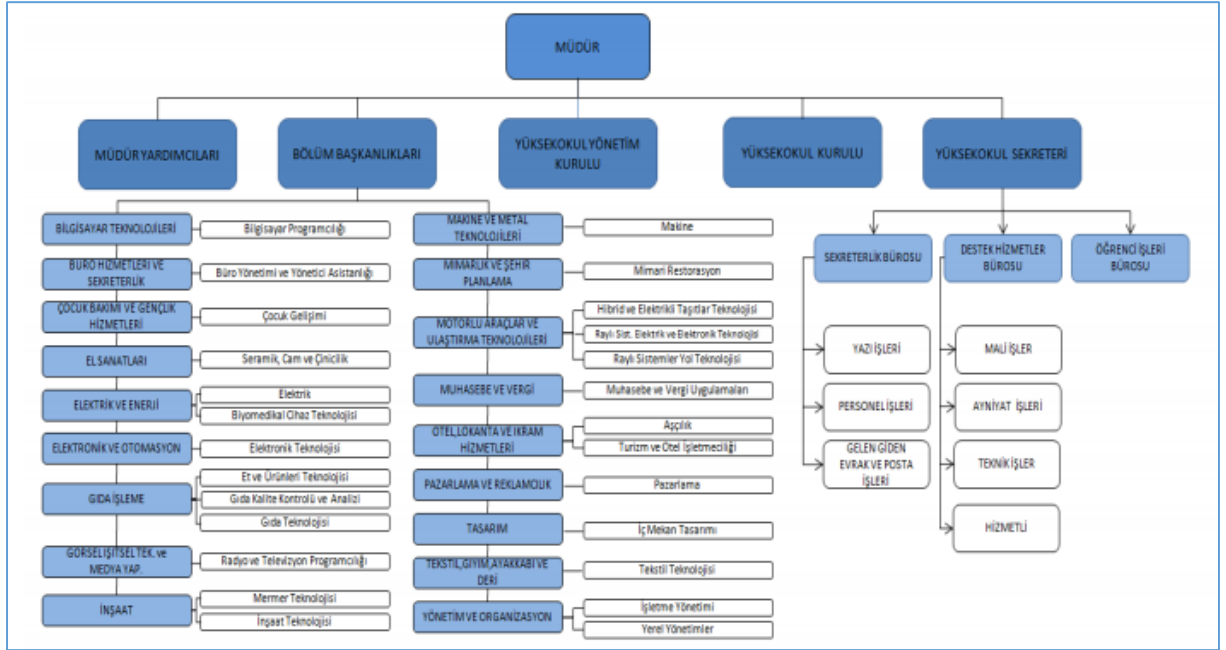 MÜDÜR
MÜDÜR YARDIMCILARI
BÖLÜM BAŞKANLIKLARI
YÜKSEKOKUL YÖNETİM
KURULU
YÜKSEKOKUL KURULU
YÜKSEKOKUL SEKRETERİ
BİLGİSAYAR TEKNOLOJİLERİ
Bilgisayar Programcılığı
BÜRO HİZMETLERİ VE
SEKRETERLİK
Büro Yönetimi ve Yönetici Asistanlığı
ÇOCUK BAKIMI VE GENÇLİK
HİZMETLERİ
Çocuk Gelişimi
EL SANATLARI
Seramik, Cam ve Çinicilik
ELEKTRİK VE ENERJİ
Elektrik
Biyomedikal Cihaz Teknolojisi
ELEKTRONİK VE OTOMASYON
Elektronik Teknolojisi
GIDA İŞLEME
Et ve Ürünleri Teknolojisi
Gıda Kalite Kontrolü ve Analizi
Gıda Teknolojisi
GÖRSEL İŞİTSEL TEK. ve
MEDYA YAP.
Radyo ve Televizyon Programcılığı
İNŞAAT
Mermer Teknolojisi
İnşaat Teknolojisi
MAKİNE VE METAL
TEKNOLOJİLERİ
Makine
MİMARLIK VE ŞEHİR
PLANLAMA
Mimari Restorasyon
MOTORLU ARAÇLAR VE
ULAŞTIRMA TEKNOLOJİLERİ
Hibrid ve Elektrikli Taşıtlar Teknolojisi
Raylı Sist. Elektrik ve Elektronik Teknolojisi
Raylı Sistemler Yol Teknolojisi
MUHASEBE VE VERGİ
Muhasebe ve Vergi Uygulamaları
OTEL,LOKANTA VE İKRAM
HİZMETLERİ
Aşçılık
Turizm ve Otel İşletmeciliği
PAZARLAMA VE REKLAMCILIK
Pazarlama
TASARIM
İç Mekan Tasarımı
TEKSTİL,GİYİM,AYAKKABI VE
DERİ
Tekstil Teknolojisi
YÖNETİM VE ORGANİZASYON
İşletme Yönetimi
Yerel Yönetimler
SEKRETERLİK BÜROSU
DESTEK HİZMETLER
BÜROSU
ÖĞRENCİ İŞLERİ
BÜROSU
YAZI İŞLERİ
PERSONEL İŞLERİ
GELEN GİDEN
EVRAK VE POSTA
İŞLERİ
MALİ İŞLER
AYNİYAT İŞLERİ
TEKNİK İŞLER
HİZMETLİ